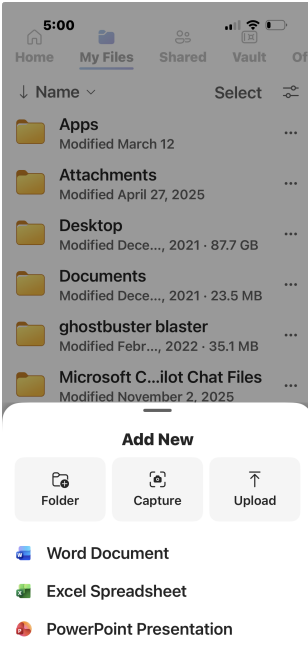 5:00
Home
My Files
Shared
Vault
Of
↓ Name
Select
Apps
Modified March 12
Attachments
Modified April 27, 2025
Desktop
Modified Dece..., 2021 · 87.7 GB
Documents
Modified Dece..., 2021 · 23.5 MB
ghostbuster blaster
Modified Febr..., 2022 · 35.1 MB
Microsoft C...ilot Chat Files
Modified November 2, 2025
Add New
Folder
Capture
Upload
Word Document
Excel Spreadsheet
PowerPoint Presentation